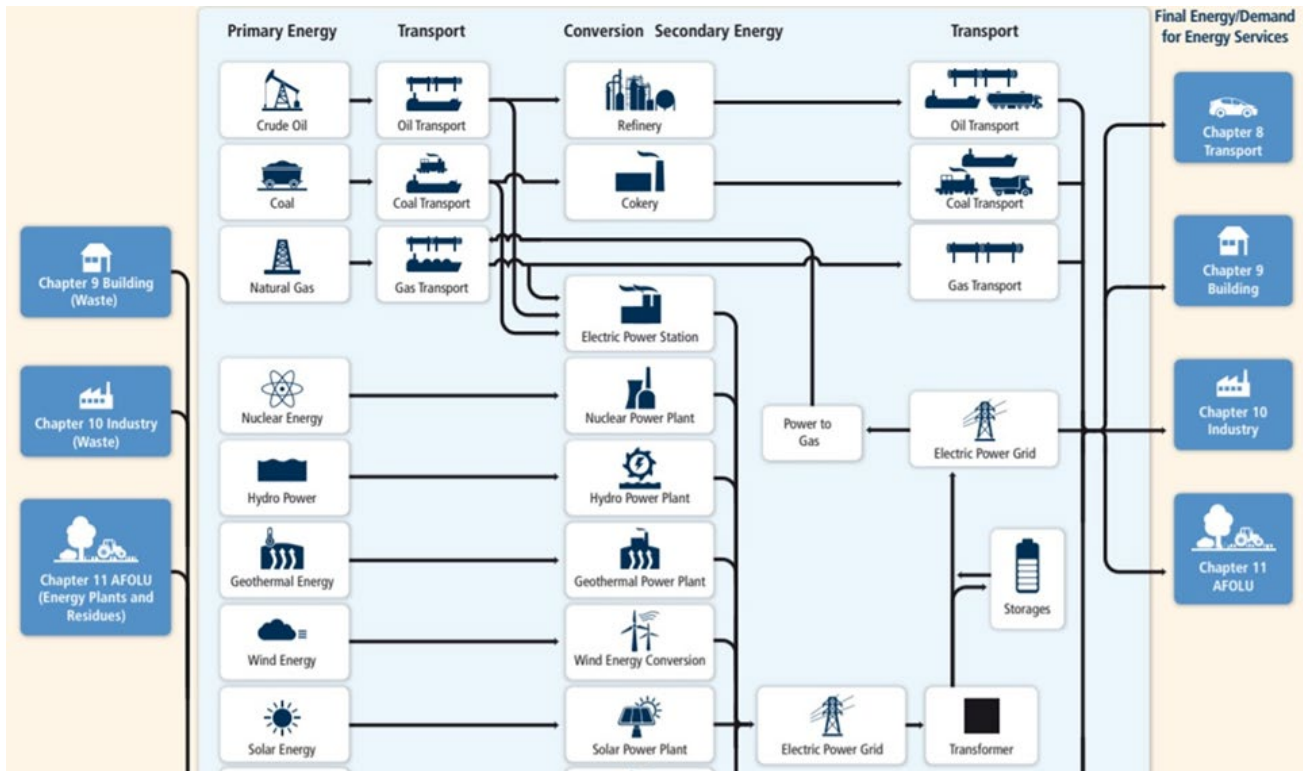 Primary Energy
Transport
Conversion Secondary Energy
Transport
Final Energy/Demand
for Energy Services
Crude Oil
Oil Transport
Refinery
Oil Transport
Chapter 8
Transport
Coal
Coal Transport
Cokery
Coal Transport
Chapter 9 Building
(Waste)
Natural Gas
Gas Transport
Gas Transport
Chapter 9
Building
Electric Power Station
Chapter 10 Industry
(Waste)
Nuclear Energy
Nuclear Power Plant
Power to
Gas
Electric Power Grid
Chapter 10
Industry
Hydro Power
Hydro Power Plant
Chapter 11 AFOLU
(Energy Plants and
Residues)
Geothermal Energy
Geothermal Power Plant
Storages
Chapter 11
AFOLU
Wind Energy
Wind Energy Conversion
Solar Energy
Solar Power Plant
Electric Power Grid
Transformer